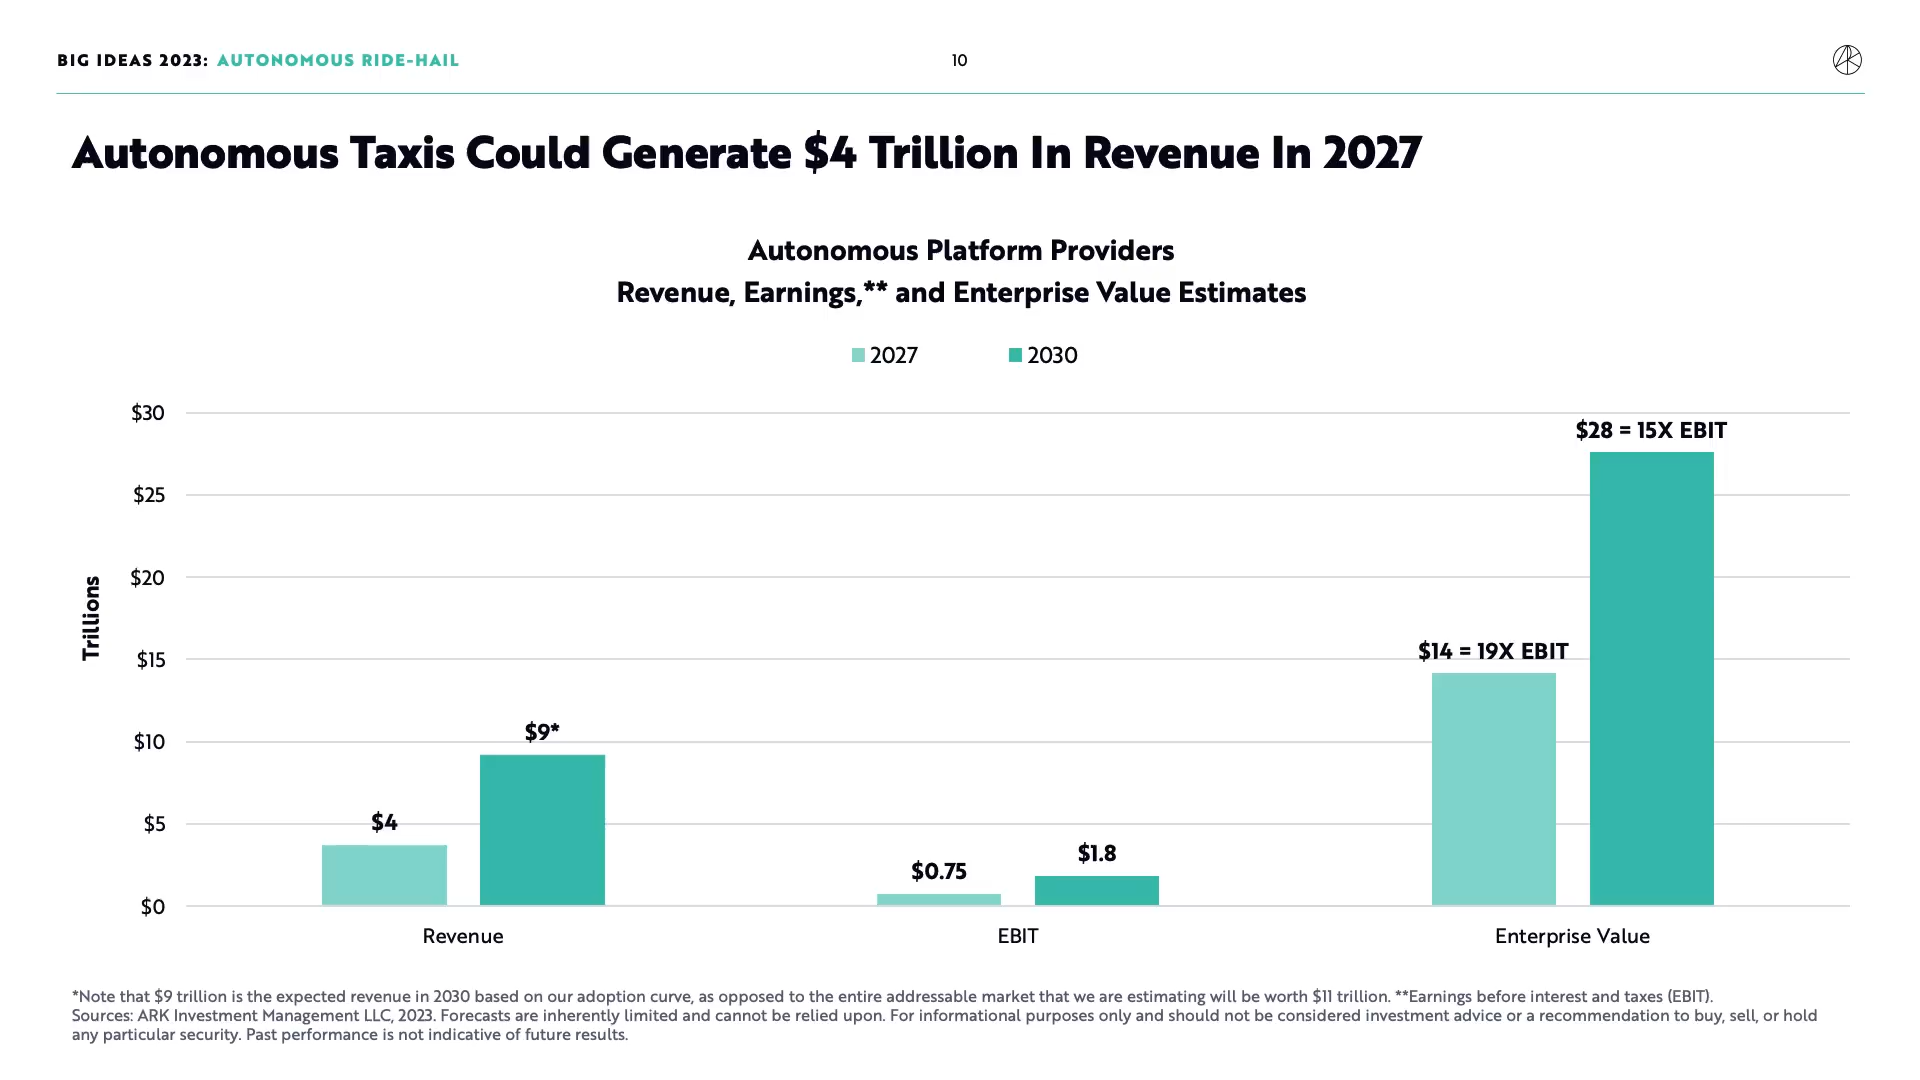 BIG IDEAS 2023: AUTONOMOUS RIDE-HAIL
10
Autonomous Taxis Could Generate $4 Trillion In Revenue In 2027
Autonomous Platform Providers
Revenue, Earnings,** and Enterprise Value Estimates
2027
2030
Trillions
$30
$25
$20
$15
$10
$5
$0
$4
$9*
$0.75
$1.8
$14 = 19X EBIT
$28 = 15X EBIT
Revenue
EBIT
Enterprise Value
*Note that $9 trillion is the expected revenue in 2030 based on our adoption curve, as opposed to the entire addressable market that we are estimating will be worth $11 trillion. **Earnings before interest and taxes (EBIT).
Sources: ARK Investment Management LLC, 2023. Forecasts are inherently limited and cannot be relied upon. For informational purposes only and should not be considered investment advice or a recommendation to buy, sell, or hold
any particular security. Past performance is not indicative of future results.